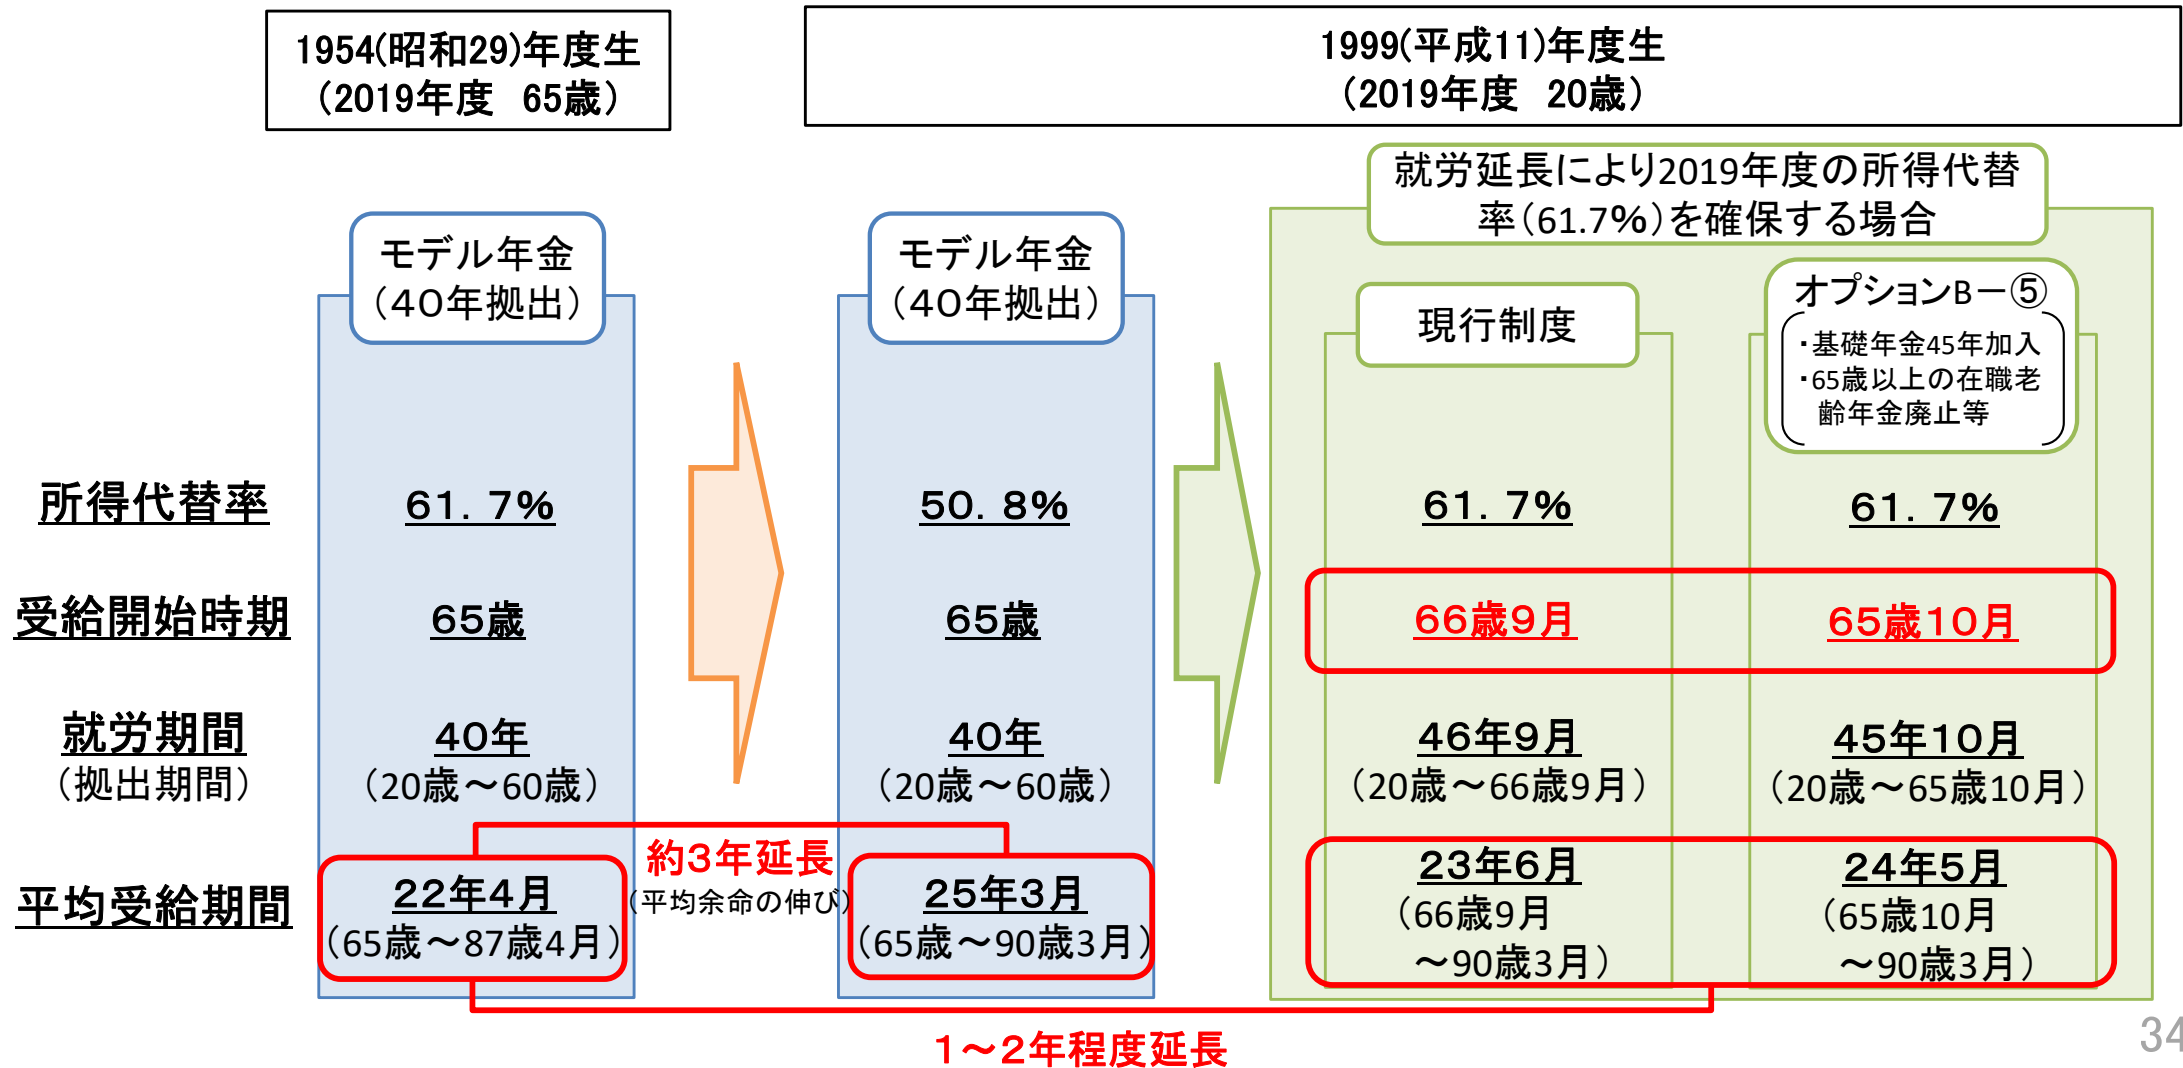 1954(昭和29)年度生
（2019年度　65歳）
1999(平成11)年度生
（2019年度　20歳）
就労延長により2019年度の所得代替
率（61.7％）を確保する場合
モデル年金
（４０年拠出）
モデル年金
（４０年拠出）
現行制度
オプションB－⑤
・基礎年金45年加入
・65歳以上の在職老
齢年金廃止等
所得代替率
６１．７％
５０．８％
６１．７％
６１．７％
受給開始時期
６５歳
６５歳
６６歳９月
６５歳１０月
就労期間
（拠出期間）
４０年
（20歳～60歳）
４０年
（20歳～60歳）
４６年９月
（20歳～66歳9月）
４５年１０月
（20歳～65歳10月）
平均受給期間
２２年４月
（65歳～87歳4月）
約３年延長
（平均余命の伸び）
２５年３月
（65歳～90歳3月）
２３年６月
（66歳9月
～90歳3月）
２４年５月
（65歳10月
～90歳3月）
１～２年程度延長
34